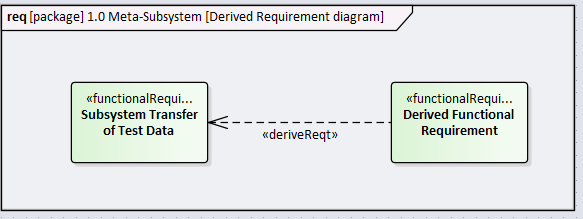 req [package] 1.0 Meta-Subsystem [Derived Requirement diagram]
«functionalRequi...
Subsystem Transfer
of Test Data
«deriveReqt»
«functionalRequi...
Derived Functional
Requirement